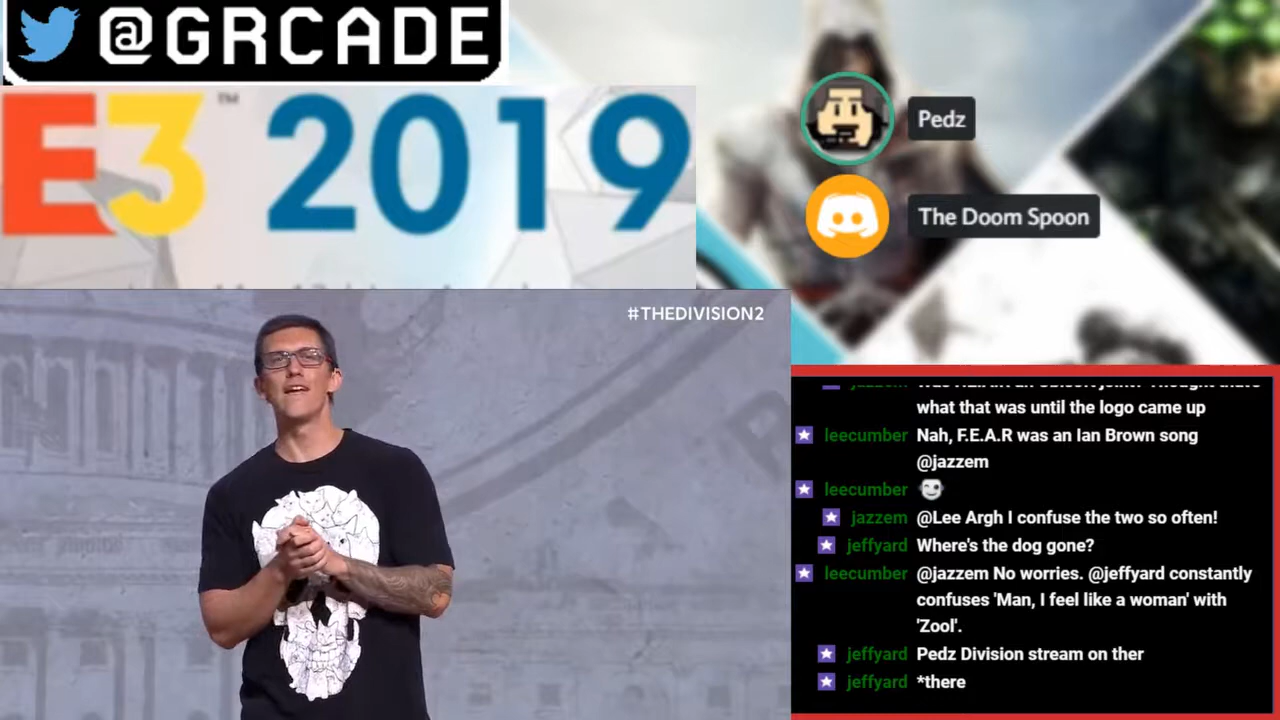 @GRCADE
E3™ 2019
Pedz
The Doom Spoon
#THEDIVISION2
what that was until the logo came up
leecumber Nah, F.E.A.R was an Ian Brown song
@jazzem
leecumber
jazzem @Lee Argh I confuse the two so often!
jeffyard Where's the dog gone?
leecumber @jazzem No worries. @jeffyard constantly
confuses 'Man, I feel like a woman' with
'Zool'.
jeffyard Pedz Division stream on ther
jeffyard *there